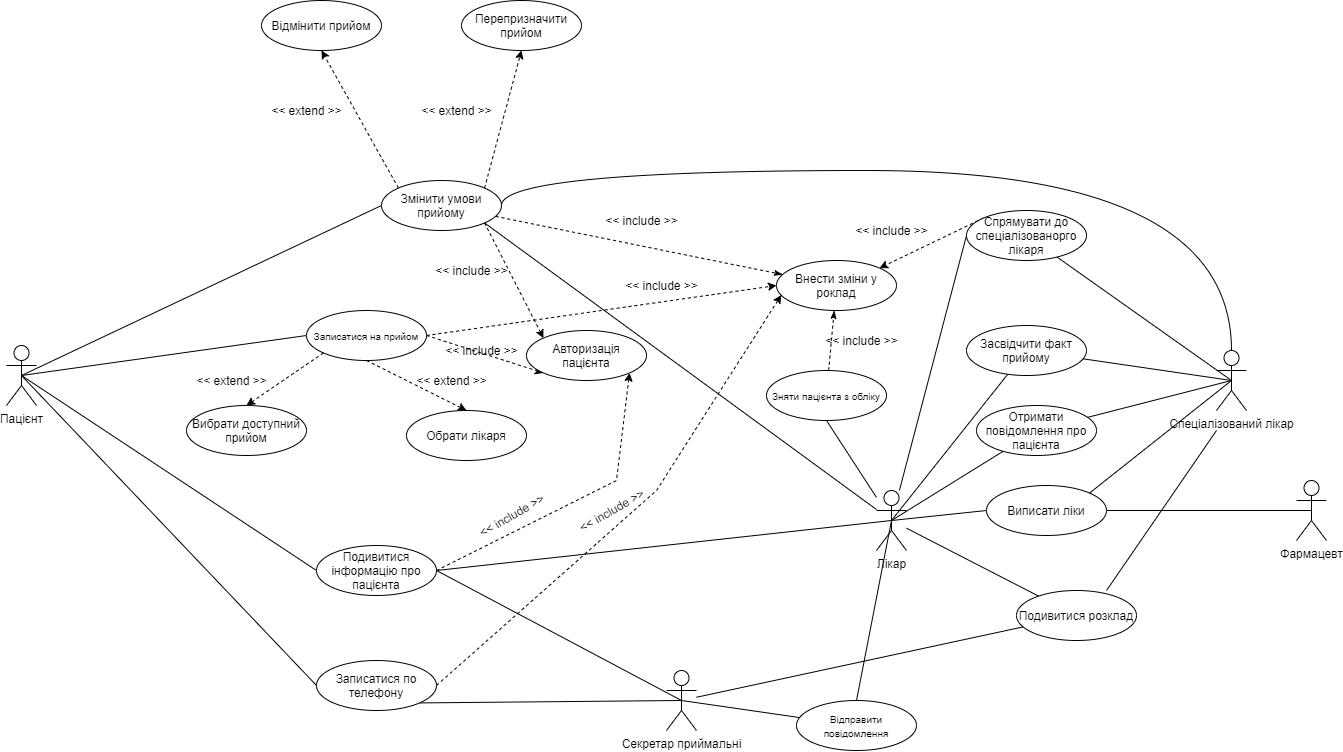 Відмінити прийом
Перепризначити
прийом
<< extend >>
<< extend >>
Змінити умови
прийому
<< include >>
Спрямувати до
спеціалізованорго
лікаря
<< include >>
<< include >>
Внести зміни у
роклад
<< include >>
Записатися на прийом
<< include >>
Авторизація
пацієнта
<< include >>
Засвідчити факт
прийому
<< extend >>
<< extend >>
Зняти пацієнта з обліку
Пацієнт
Вибрати доступний
прийом
Обрати лікаря
Отримати
повідомлення про
пацієнта
Спеціалізований лікар
<< include >>
<< include >>
Виписати ліки
Фармацевт
Подивитися
інформацію про
пацієнта
Лікар
Подивитися розклад
Записатися по
телефону
Відправити
повідомлення
Секретар приймальні